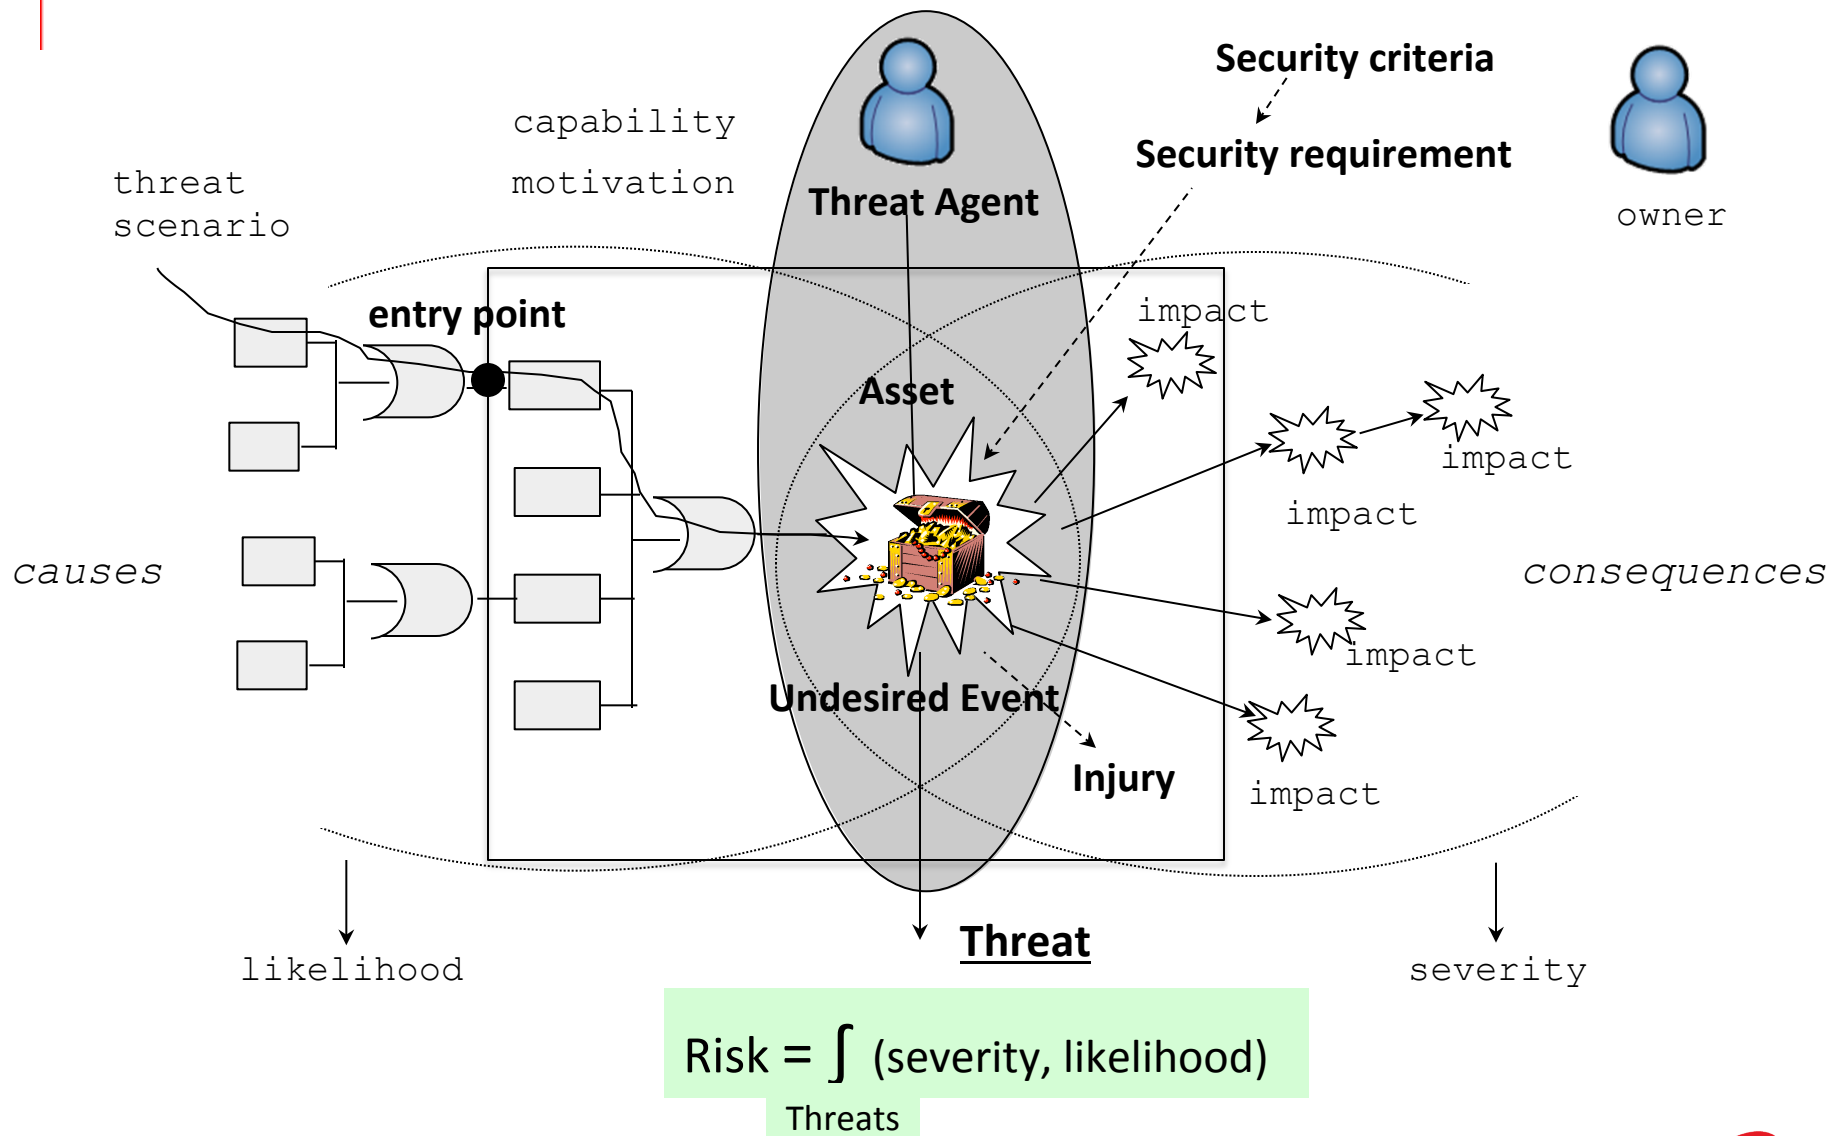 Security criteria
capability
Security requirement
threat
scenario
motivation
Threat Agent
owner
entry point
impact
Asset
impact
impact
causes
consequences
impact
Undesired Event
Injury
impact
Threat
likelihood
severity
Risk = ∫ (severity, likelihood)
Threats